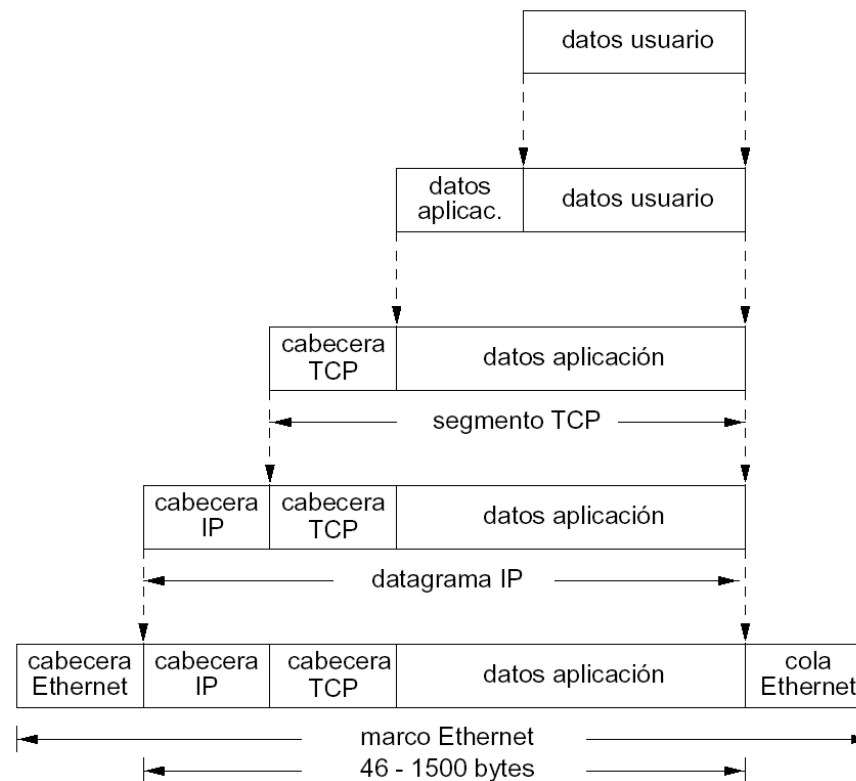 datos usuario
datos
aplicac.
datos usuario
cabecera
TCP
datos aplicación
segmento TCP
cabecera
IP
cabecera
TCP
datos aplicación
datagrama IP
cabecera
Ethernet
cabecera
IP
cabecera
TCP
datos aplicación
cola
Ethernet
marco Ethernet
46 - 1500 bytes